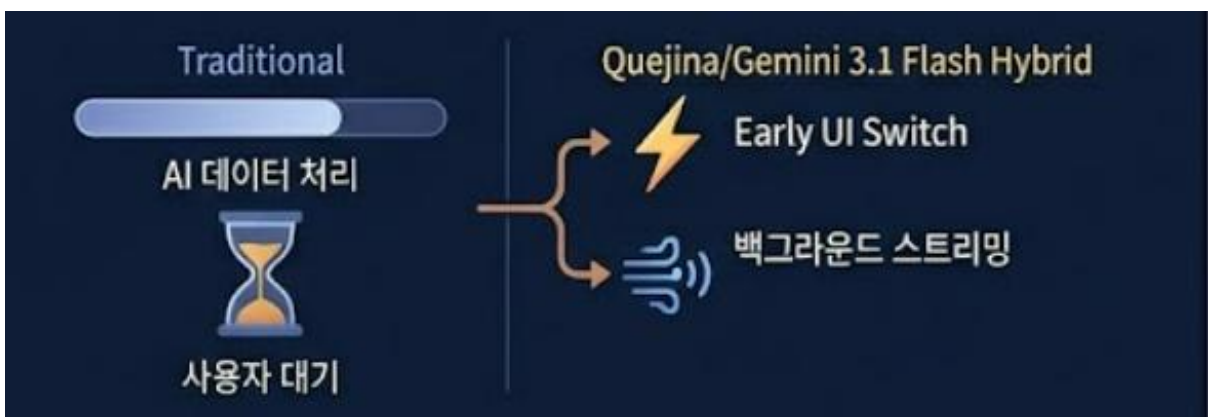 Traditional
AI 데이터 처리
사용자 대기
Quejina/Gemini 3.1 Flash Hybrid
Early UI Switch
백그라운드 스트리밍